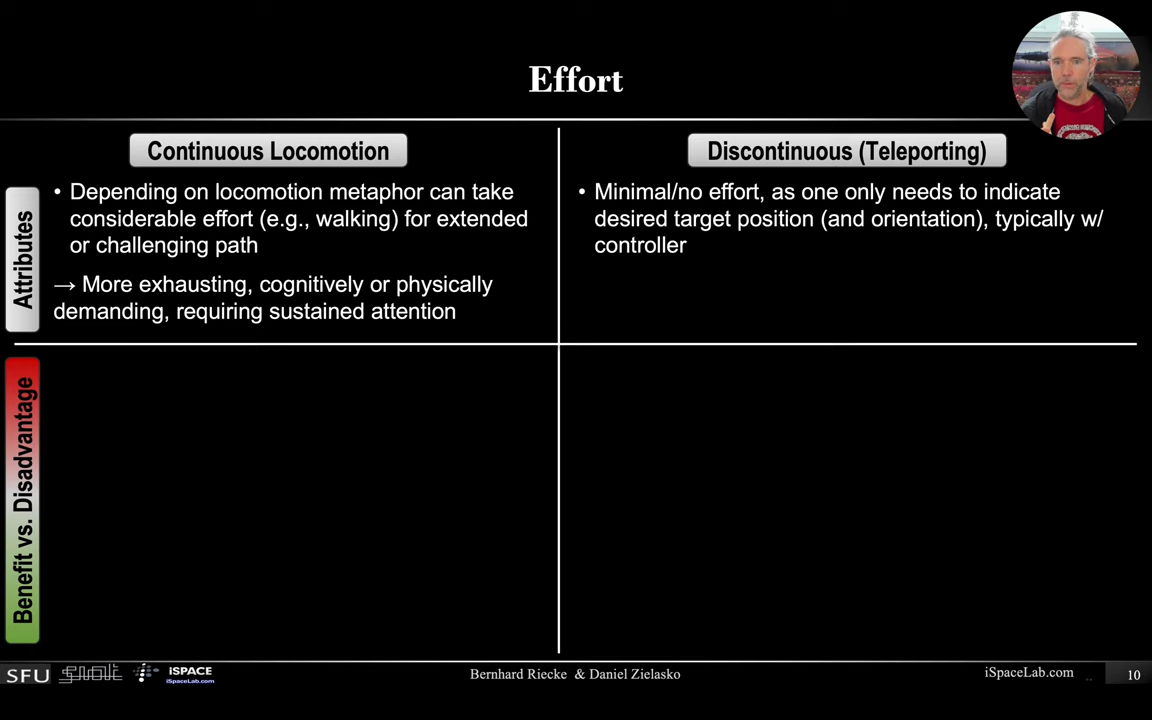 Effort
Continuous Locomotion
Discontinuous (Teleporting)
Attributes
• Depending on locomotion metaphor can take
considerable effort (e.g., walking) for extended
or challenging path
→ More exhausting, cognitively or physically
demanding, requiring sustained attention
• Minimal/no effort, as one only needs to indicate
desired target position (and orientation), typically w/
controller
Benefit vs. Disadvantage
SFU
iSPACE
iSpaceLab.com
Bernhard Riecke & Daniel Zielasko
iSpaceLab.com
10